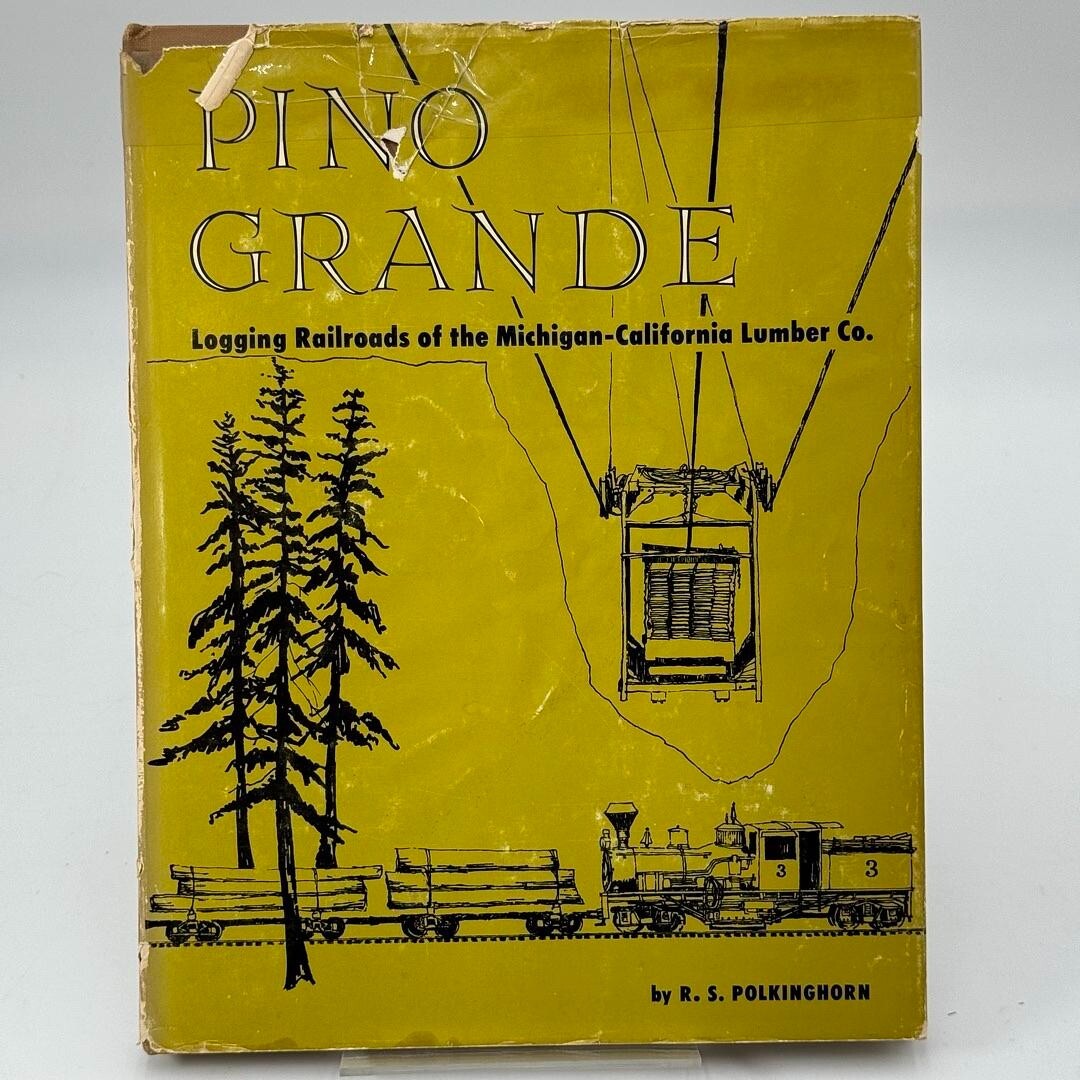 PINO
GRANDE
Logging Railroads of the Michigan-California Lumber Co.
3
3
by R. S. POLKINGHORN